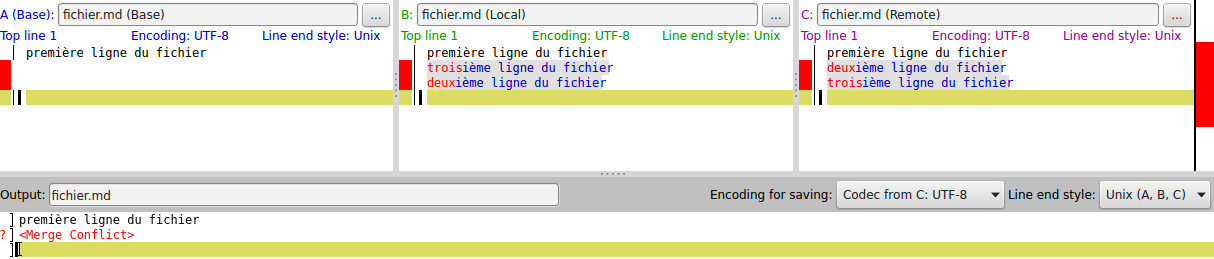 A (Base): fichier.md (Base) ...
Top line 1 Encoding: UTF-8 Line end style: Unix
première ligne du fichier
B: fichier.md (Local) ...
Top line 1 Encoding: UTF-8 Line end style: Unix
première ligne du fichier
troisième ligne du fichier
deuxième ligne du fichier
C: fichier.md (Remote) ...
Top line 1 Encoding: UTF-8 Line end style: Unix
première ligne du fichier
deuxième ligne du fichier
troisième ligne du fichier
Output: fichier.md Encoding for saving: Codec from C: UTF-8 Line end style: Unix (A, B, C)
première ligne du fichier
? <Merge Conflict>